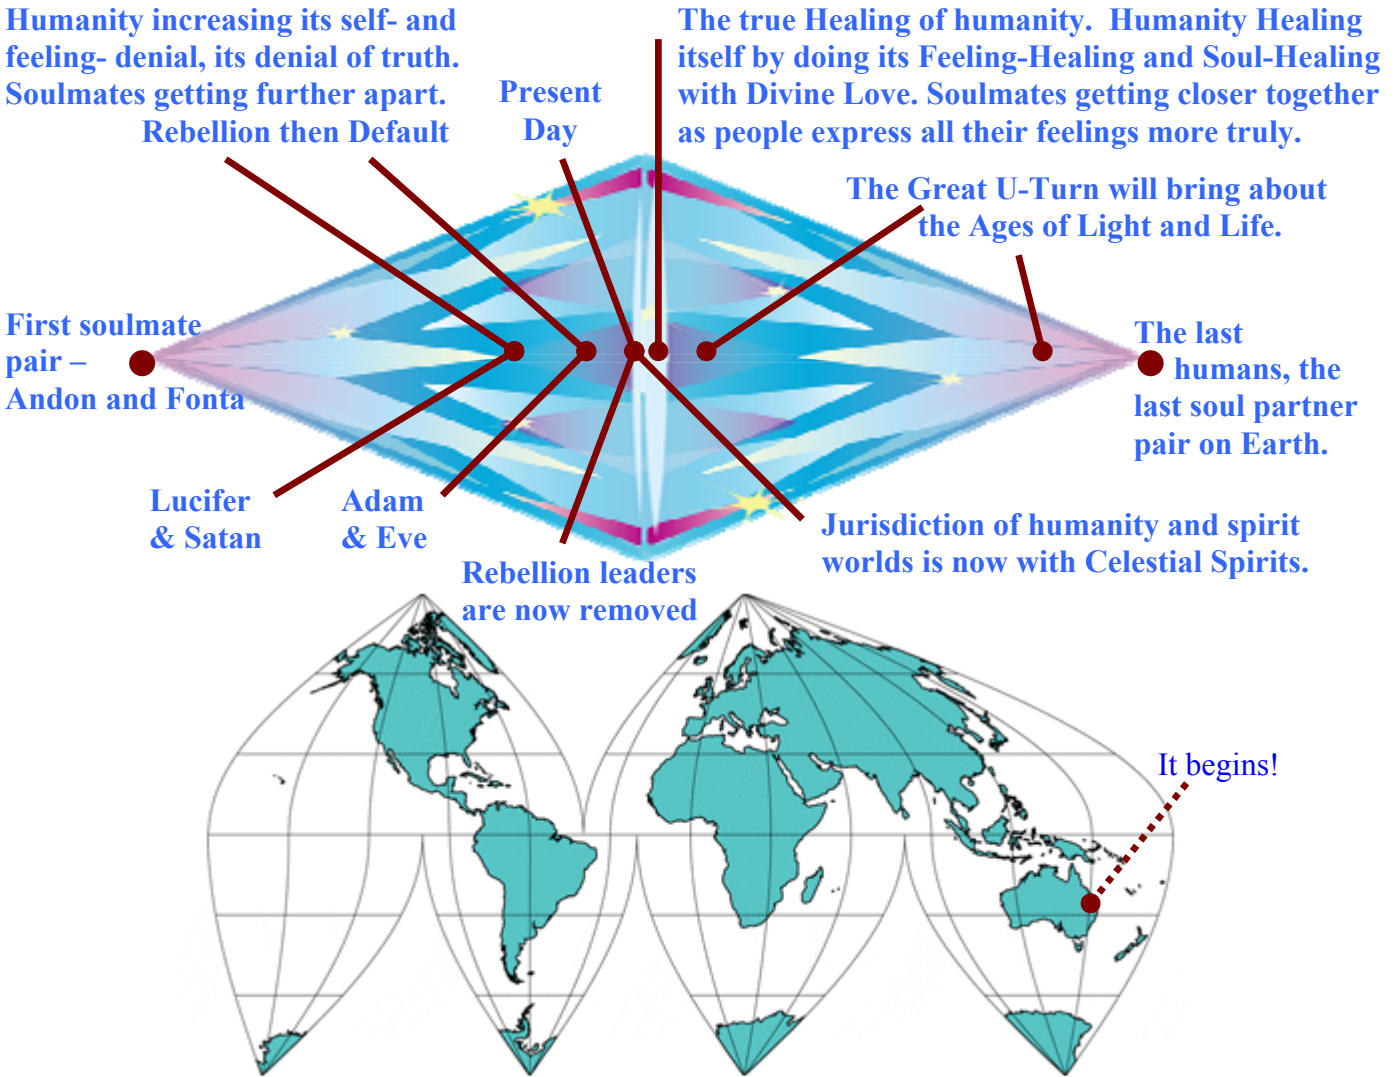 Humanity increasing its self- and
feeling- denial, its denial of truth.
Soulmates getting further apart.
Rebellion then Default
Present
Day
The true Healing of humanity.  Humanity Healing
itself by doing its Feeling-Healing and Soul-Healing
with Divine Love. Soulmates getting closer together
as people express all their feelings more truly.
The Great U-Turn will bring about
the Ages of Light and Life.
First soulmate
pair –
Andon and Fonta
The last
humans, the
last soul partner
pair on Earth.
Lucifer
& Satan
Adam
& Eve
Rebellion leaders
are now removed
Jurisdiction of humanity and spirit
worlds is now with Celestial Spirits.
It begins!